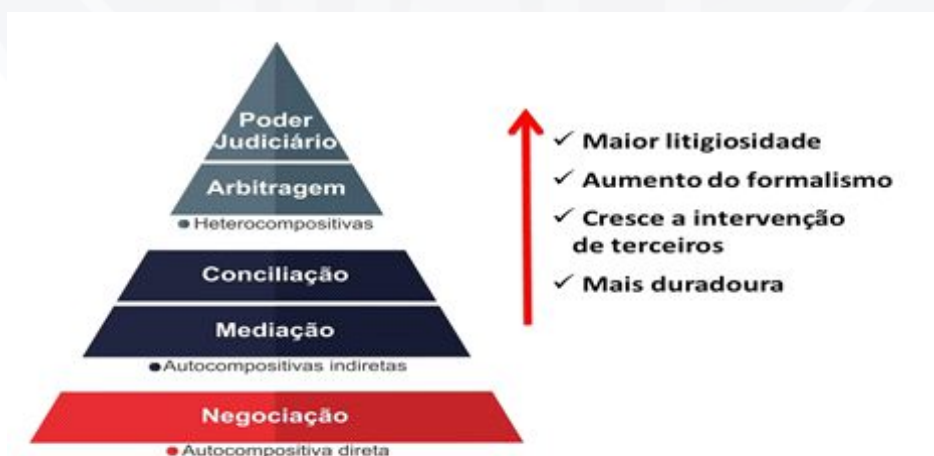 Poder
Judiciário
Arbitragem
● Heterocompositivas
Conciliação
Mediação
● Autocompositivas indiretas
Negociação
● Autocompositiva direta
✓ Maior litigiosidade
✓ Aumento do formalismo
✓ Cresce a intervenção
de terceiros
✓ Mais duradoura